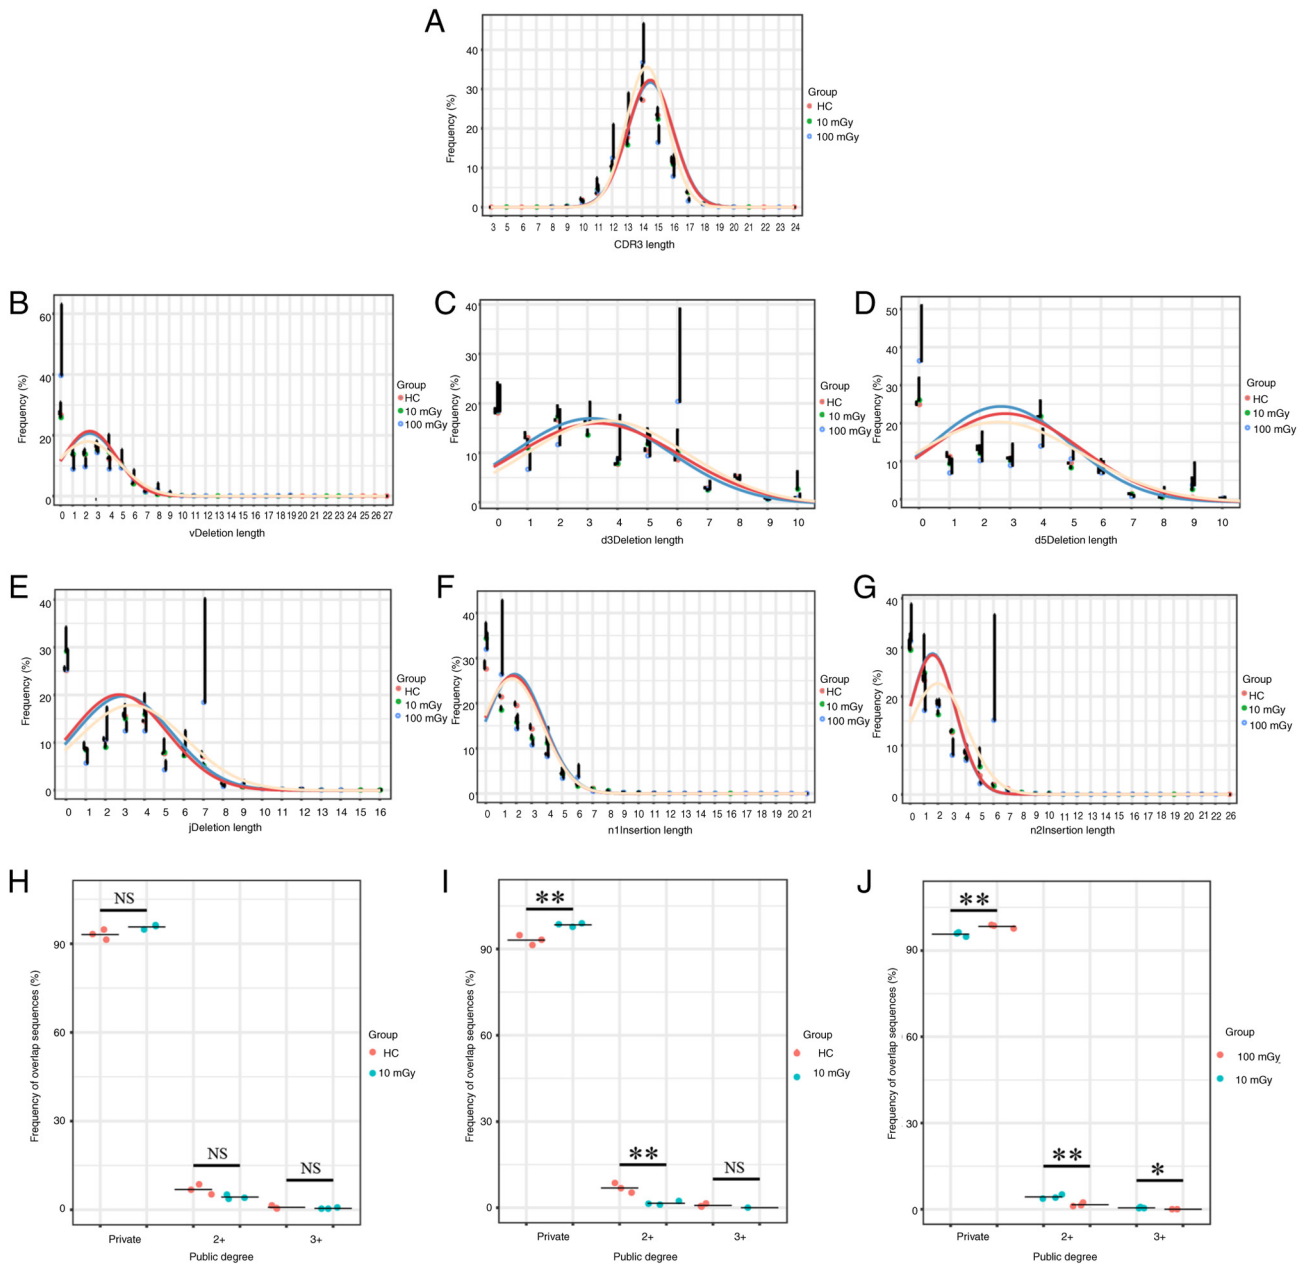 A
Frequency (%)
40
30
20
10
0
3 5 6 7 8 9 10 11 12 13 14 15 16 17 18 19 20 21 22 23 24
CDR3 length
Group
HC
10 mGy
100 mGy
B
Frequency (%)
60
40
20
0
0 1 2 3 4 5 6 7 8 9 10 11 12 13 14 15 16 17 18 19 20 21 22 23 24 25 26 27
vDeletion length
Group
HC
10 mGy
100 mGy
C
Frequency (%)
40
30
20
10
0
0 1 2 3 4 5 6 7 8 9 10
d3Deletion length
Group
HC
10 mGy
100 mGy
D
Frequency (%)
50
40
30
20
10
0
0 1 2 3 4 5 6 7 8 9 10
d5Deletion length
Group
HC
10 mGy
100 mGy
E
Frequency (%)
40
30
20
10
0
0 1 2 3 4 5 6 7 8 9 10 11 12 13 14 15 16
jDeletion length
Group
HC
10 mGy
100 mGy
F
Frequency (%)
40
30
20
10
0
0 1 2 3 4 5 6 7 8 9 10 11 12 13 14 15 16 17 18 19 20 21
n1Insertion length
Group
HC
10 mGy
100 mGy
G
Frequency (%)
40
30
20
10
0
0 1 2 3 4 5 6 7 8 9 10 11 12 13 14 15 16 17 18 19 20 21 22 23 26
n2Insertion length
Group
HC
10 mGy
100 mGy
H
Frequency of overlap sequences (%)
90
60
30
0
NS
NS
NS
Private 2+ 3+
Public degree
Group
HC
10 mGy
I
Frequency of overlap sequences (%)
90
60
30
0
**
**
NS
Private 2+ 3+
Public degree
Group
HC
10 mGy
J
Frequency of overlap sequences (%)
90
60
30
0
**
**
*
Private 2+ 3+
Public degree
Group
100 mGy
10 mGy